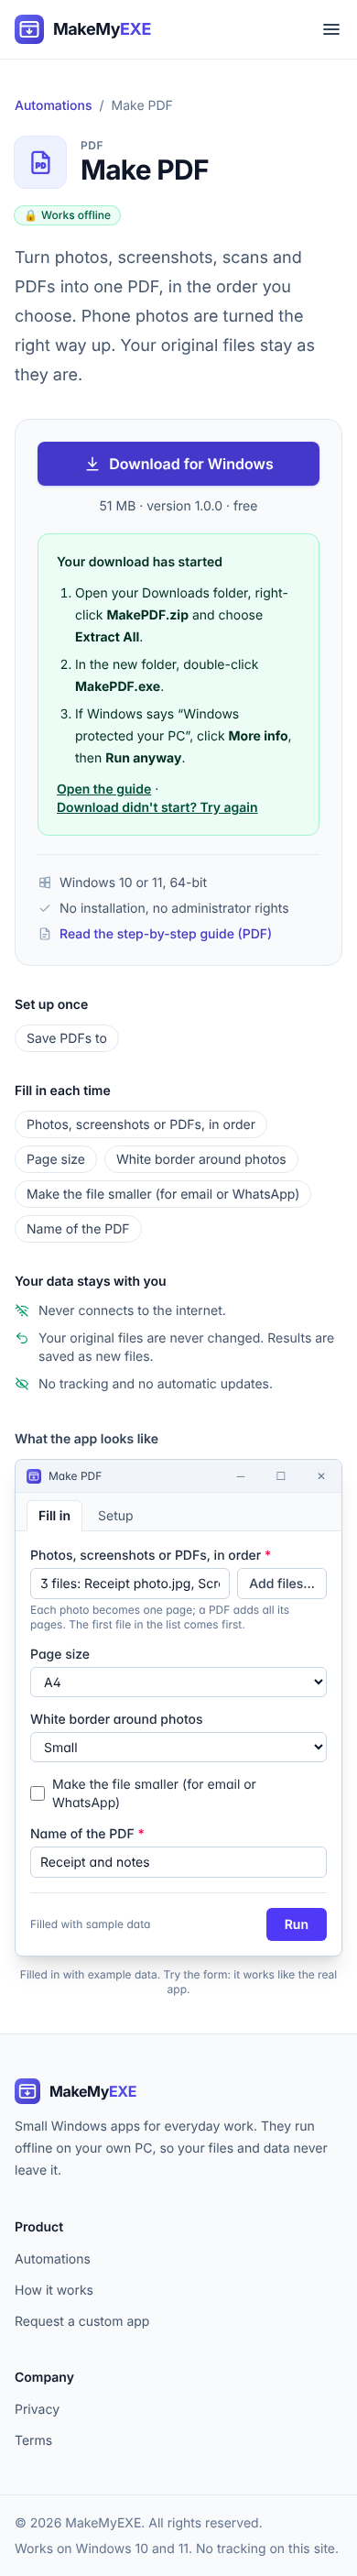 MakeMyEXE
Automations / Make PDF
PDF
PDF
Make PDF
🔒 Works offline
Turn photos, screenshots, scans and
PDFs into one PDF, in the order you
choose. Phone photos are turned the
right way up. Your original files stay as
they are.
Download for Windows
51 MB · version 1.0.0 · free
Your download has started
1. Open your Downloads folder, right-
click MakePDF.zip and choose
Extract All.
2. In the new folder, double-click
MakePDF.exe.
3. If Windows says “Windows
protected your PC”, click More info,
then Run anyway.
Open the guide ·
Download didn't start? Try again
Windows 10 or 11, 64-bit
No installation, no administrator rights
Read the step-by-step guide (PDF)
Set up once
Save PDFs to
Fill in each time
Photos, screenshots or PDFs, in order
Page size
White border around photos
Make the file smaller (for email or WhatsApp)
Name of the PDF
Your data stays with you
Never connects to the internet.
Your original files are never changed. Results are
saved as new files.
No tracking and no automatic updates.
What the app looks like
Make PDF
Fill in
Setup
Photos, screenshots or PDFs, in order *
3 files: Receipt photo.jpg, Scre
Add files…
Each photo becomes one page; a PDF adds all its
pages. The first file in the list comes first.
Page size
A4
White border around photos
Small
Make the file smaller (for email or
WhatsApp)
Name of the PDF *
Receipt and notes
Filled with sample data
Run
Filled in with example data. Try the form: it works like the real
app.
MakeMyEXE
Small Windows apps for everyday work. They run
offline on your own PC, so your files and data never
leave it.
Product
Automations
How it works
Request a custom app
Company
Privacy
Terms
© 2026 MakeMyEXE. All rights reserved.
Works on Windows 10 and 11. No tracking on this site.